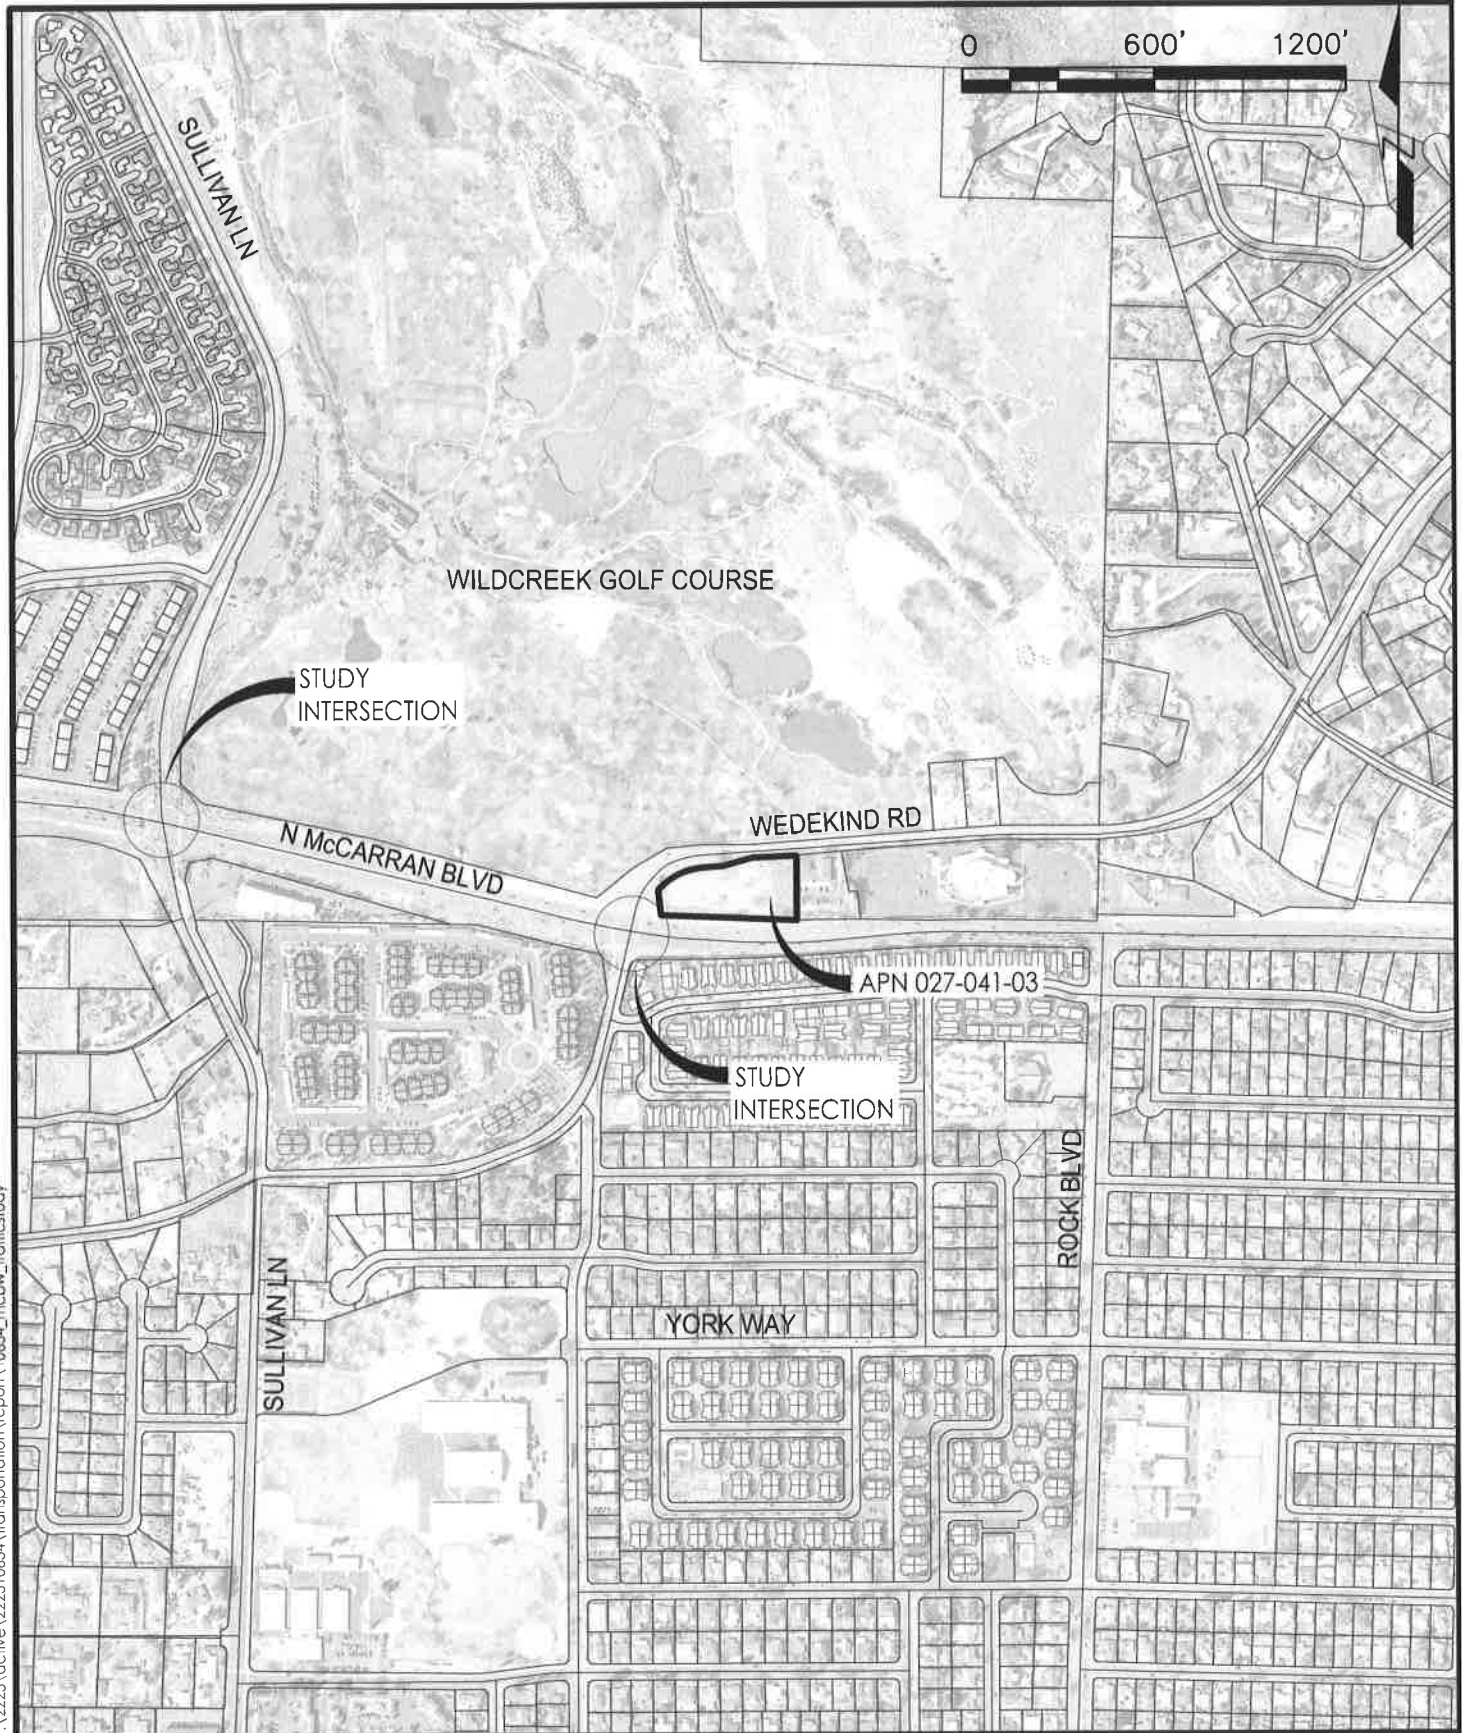 0 600' 1200'
N
SULLIVAN LN
WILDCREEK GOLF COURSE
STUDY
INTERSECTION
WEDEKIND RD
N McCARRAN BLVD
APN 027-041-03
STUDY
INTERSECTION
ROCK BLVD
SULLIVAN LN
YORK WAY